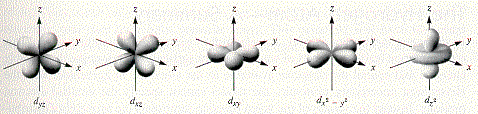 z z z z z
y y y y y
x x x x x
d_yz d_xz d_xy d_x² − y² d_z²